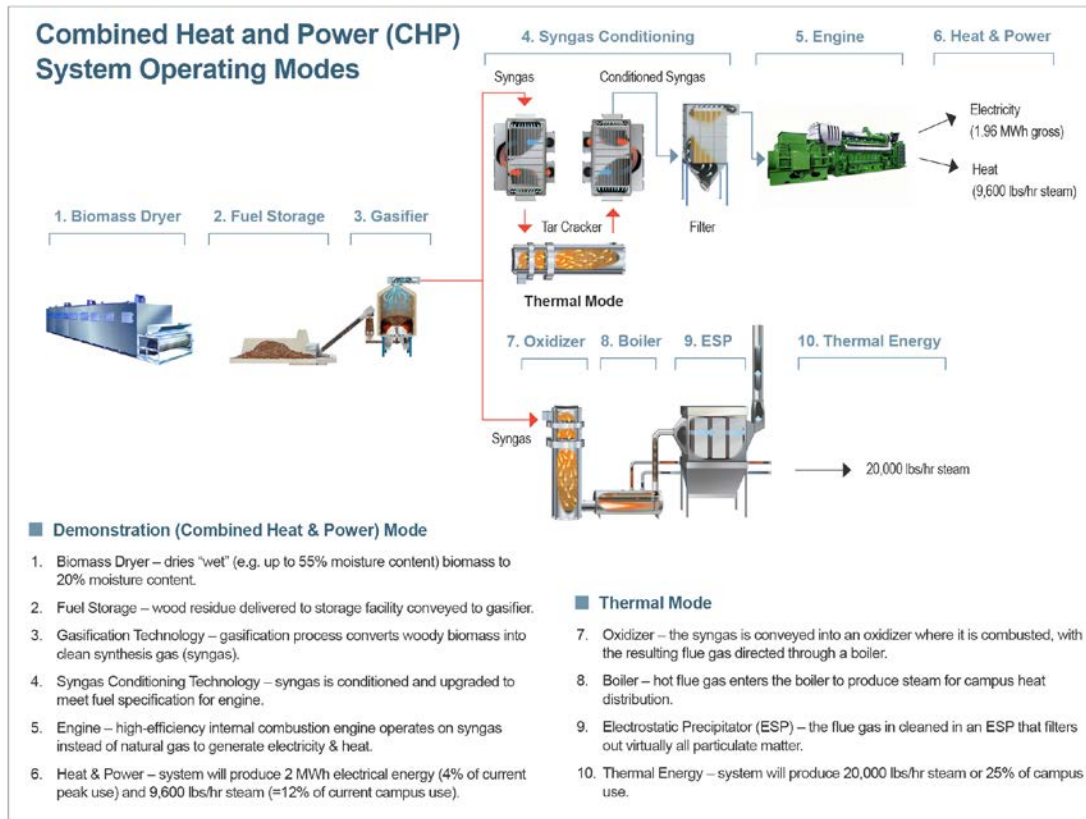 Combined Heat and Power (CHP)
System Operating Modes
4. Syngas Conditioning
5. Engine
6. Heat & Power
Syngas
Conditioned Syngas
Electricity
(1.96 MWh gross)
Heat
(9,600 lbs/hr steam)
1. Biomass Dryer
2. Fuel Storage
3. Gasifier
Tar Cracker
Filter
Thermal Mode
7. Oxidizer
8. Boiler
9. ESP
10. Thermal Energy
Syngas
20,000 lbs/hr steam
Demonstration (Combined Heat & Power) Mode
1. Biomass Dryer – dries “wet” (e.g. up to 55% moisture content) biomass to
20% moisture content.
2. Fuel Storage – wood residue delivered to storage facility conveyed to gasifier.
3. Gasification Technology – gasification process converts woody biomass into
clean synthesis gas (syngas).
4. Syngas Conditioning Technology – syngas is conditioned and upgraded to
meet fuel specification for engine.
5. Engine – high-efficiency internal combustion engine operates on syngas
instead of natural gas to generate electricity & heat.
6. Heat & Power – system will produce 2 MWh electrical energy (4% of current
peak use) and 9,600 lbs/hr steam (=12% of current campus use).
Thermal Mode
7. Oxidizer – the syngas is conveyed into an oxidizer where it is combusted, with
the resulting flue gas directed through a boiler.
8. Boiler – hot flue gas enters the boiler to produce steam for campus heat
distribution.
9. Electrostatic Precipitator (ESP) – the flue gas in cleaned in an ESP that filters
out virtually all particulate matter.
10. Thermal Energy – system will produce 20,000 lbs/hr steam or 25% of campus
use.